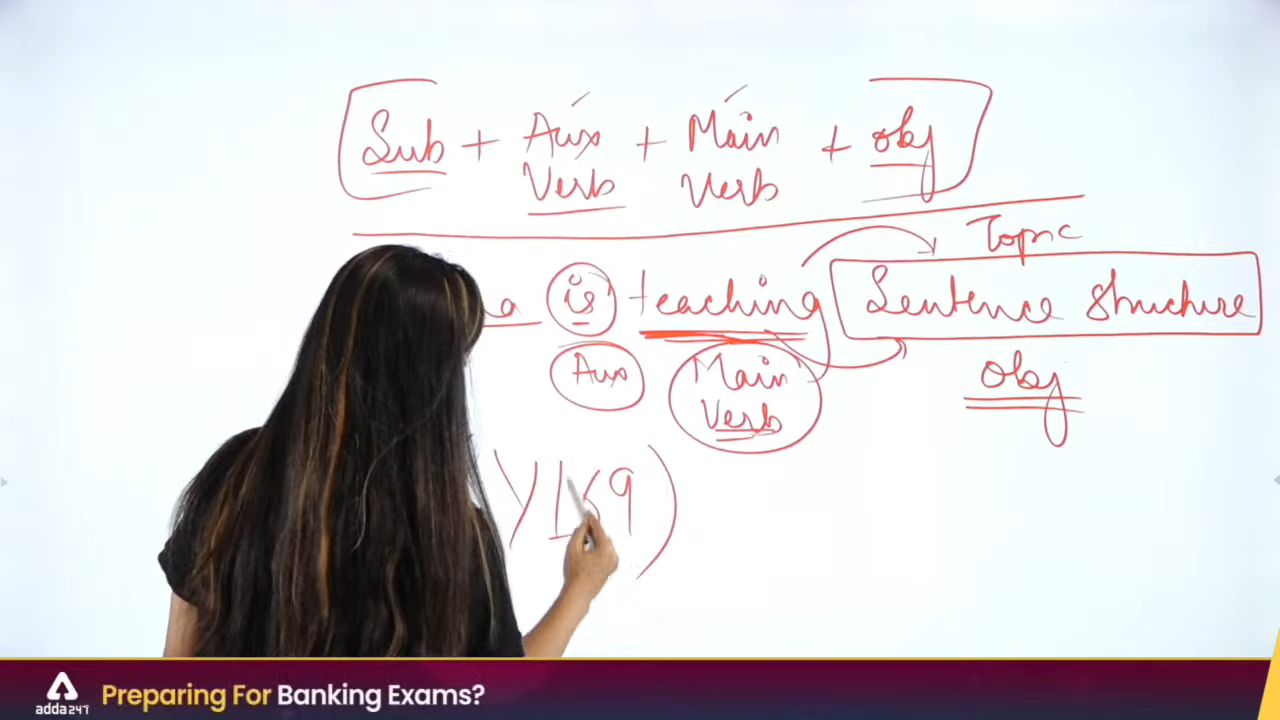 Sub + Aux + Main + obj
Verb Verb
Topic
is teaching Sentence Structure
Aux Main obj
Verb
Y
69)
adda247
Preparing For Banking Exams?